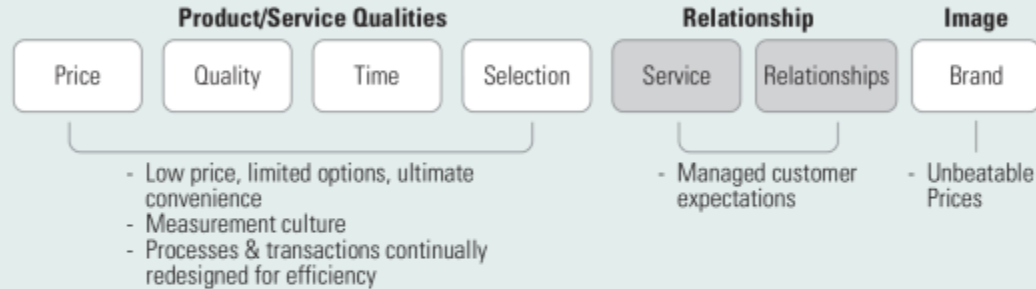 Product/Service Qualities
Relationship
Image
Price
Quality
Time
Selection
Service
Relationships
Brand
- Low price, limited options, ultimate
convenience
- Measurement culture
- Processes & transactions continually
redesigned for efficiency
- Managed customer
expectations
- Unbeatable
Prices